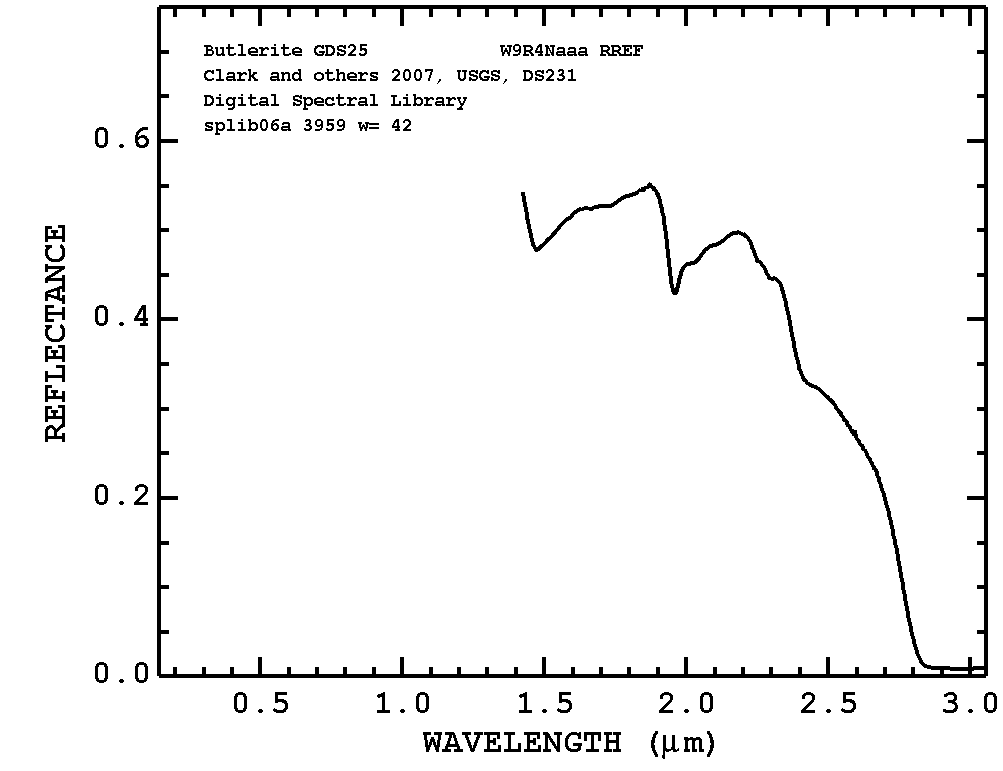 Butlerite GDS25 W9R4Naaa RREF
Clark and others 2007, USGS, DS231
Digital Spectral Library
splib06a 3959 w= 42
0.6
0.4
0.2
0.0
REFLECTANCE
0.5 1.0 1.5 2.0 2.5 3.0
WAVELENGTH (μm)